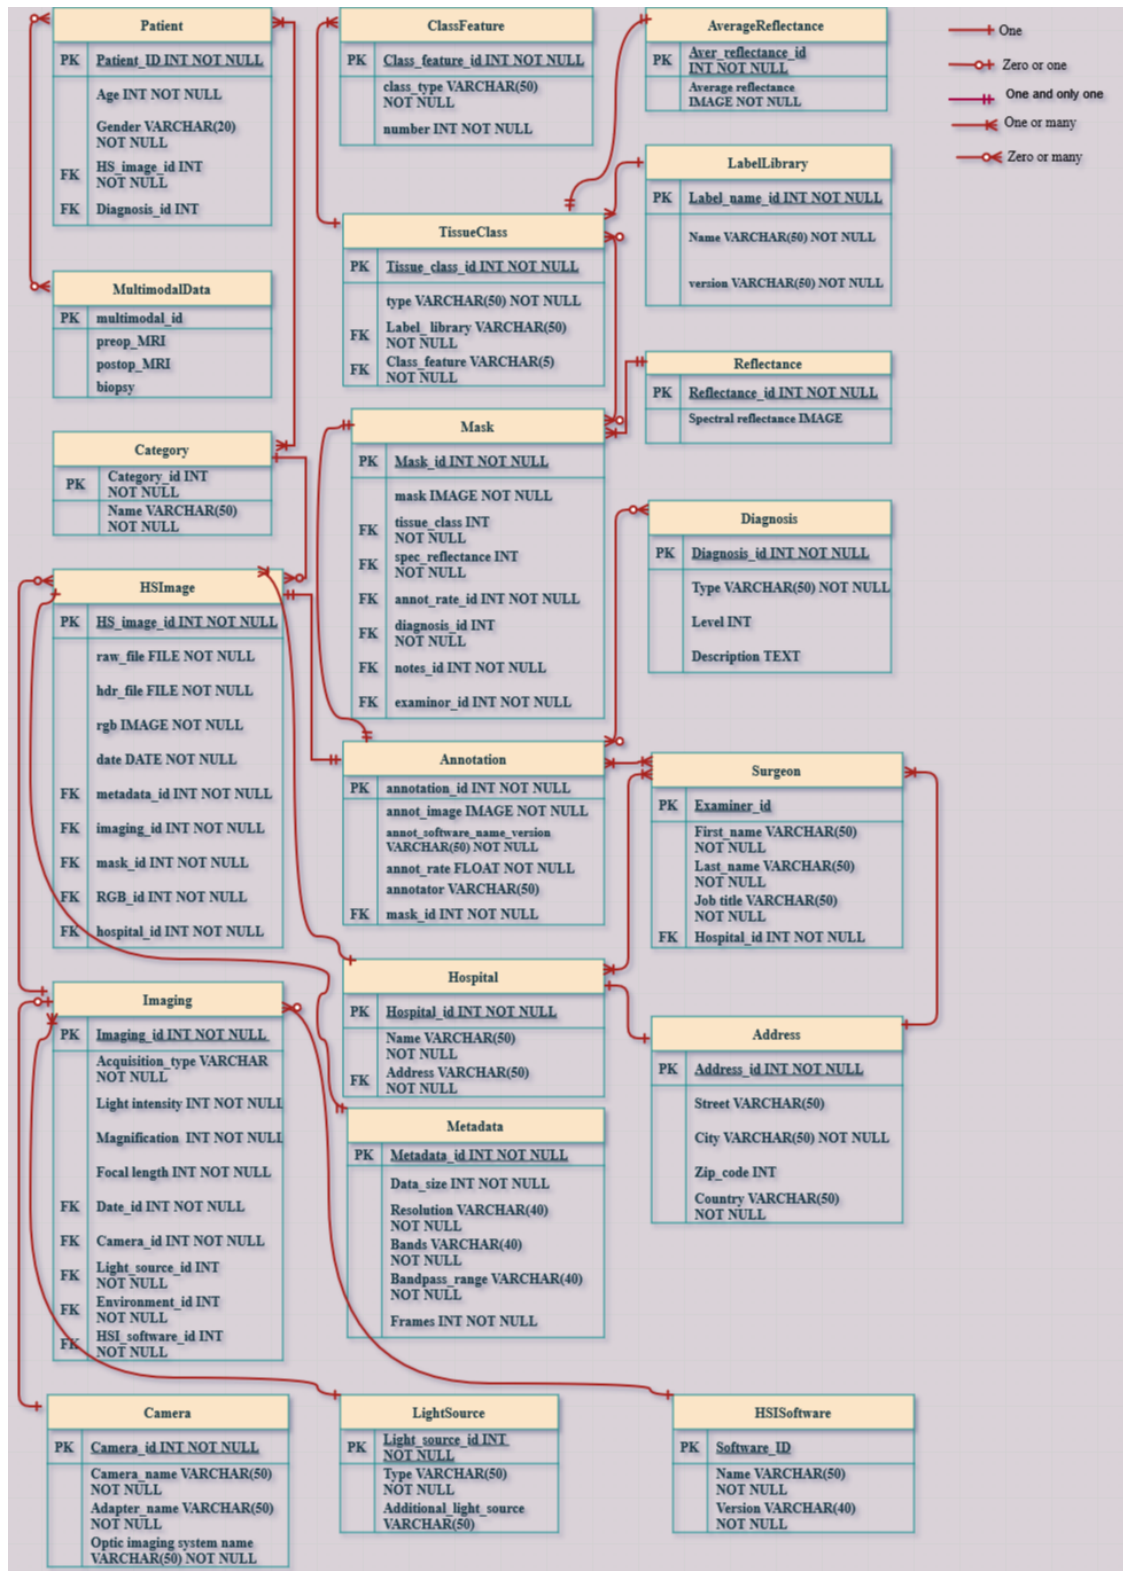 Patient
PK Patient_ID INT NOT NULL
Age INT NOT NULL
Gender VARCHAR(20)
NOT NULL
FK HS_image_id INT
NOT NULL
FK Diagnosis_id INT
MultimodalData
PK multimodal_id
preop_MRI
postop_MRI
biopsy
Category
PK Category_id INT
NOT NULL
Name VARCHAR(50)
NOT NULL
HSImage
PK HS_image_id INT NOT NULL
raw_file FILE NOT NULL
hdr_file FILE NOT NULL
rgb IMAGE NOT NULL
date DATE NOT NULL
FK metadata_id INT NOT NULL
FK imaging_id INT NOT NULL
FK mask_id INT NOT NULL
FK RGB_id INT NOT NULL
FK hospital_id INT NOT NULL
Imaging
PK Imaging_id INT NOT NULL
Acquisition_type VARCHAR
NOT NULL
Light intensity INT NOT NULL
Magnification INT NOT NULL
Focal length INT NOT NULL
FK Date_id INT NOT NULL
FK Camera_id INT NOT NULL
FK Light_source_id INT
NOT NULL
FK Environment_id INT
NOT NULL
FK HSI_software_id INT
NOT NULL
Camera
PK Camera_id INT NOT NULL
Camera_name VARCHAR(50)
NOT NULL
Adapter_name VARCHAR(50)
NOT NULL
Optic imaging system name
VARCHAR(50) NOT NULL
ClassFeature
PK Class_feature_id INT NOT NULL
class_type VARCHAR(50)
NOT NULL
number INT NOT NULL
TissueClass
PK Tissue_class_id INT NOT NULL
type VARCHAR(50) NOT NULL
FK Label_ library VARCHAR(50)
NOT NULL
FK Class_feature VARCHAR(5)
NOT NULL
Mask
PK Mask_id INT NOT NULL
mask IMAGE NOT NULL
FK tissue_class INT
NOT NULL
FK spec_reflectance INT
NOT NULL
FK annot_rate_id INT NOT NULL
FK diagnosis_id INT
NOT NULL
FK notes_id INT NOT NULL
FK examinor_id INT NOT NULL
Annotation
PK annotation_id INT NOT NULL
annot_image IMAGE NOT NULL
annot_software_name_version
VARCHAR(50) NOT NULL
annot_rate FLOAT NOT NULL
annotator VARCHAR(50)
FK mask_id INT NOT NULL
Hospital
PK Hospital_id INT NOT NULL
Name VARCHAR(50)
NOT NULL
FK Address VARCHAR(50)
NOT NULL
Metadata
PK Metadata_id INT NOT NULL
Data_size INT NOT NULL
Resolution VARCHAR(40)
NOT NULL
Bands VARCHAR(40)
NOT NULL
Bandpass_range VARCHAR(40)
NOT NULL
Frames INT NOT NULL
LightSource
PK Light_source_id INT
NOT NULL
Type VARCHAR(50)
NOT NULL
Additional_light_source
VARCHAR(50)
AverageReflectance
PK Aver_reflectance_id
INT NOT NULL
Average reflectance
IMAGE NOT NULL
LabelLibrary
PK Label_name_id INT NOT NULL
Name VARCHAR(50) NOT NULL
version VARCHAR(50) NOT NULL
Reflectance
PK Reflectance_id INT NOT NULL
Spectral reflectance IMAGE
Diagnosis
PK Diagnosis_id INT NOT NULL
Type VARCHAR(50) NOT NULL
Level INT
Description TEXT
Surgeon
PK Examiner_id
First_name VARCHAR(50)
NOT NULL
Last_name VARCHAR(50)
NOT NULL
Job title VARCHAR(50)
NOT NULL
FK Hospital_id INT NOT NULL
Address
PK Address_id INT NOT NULL
Street VARCHAR(50)
City VARCHAR(50) NOT NULL
Zip_code INT
Country VARCHAR(50)
NOT NULL
HSISoftware
PK Software_ID
Name VARCHAR(50)
NOT NULL
Version VARCHAR(40)
NOT NULL
One
Zero or one
One and only one
One or many
Zero or many